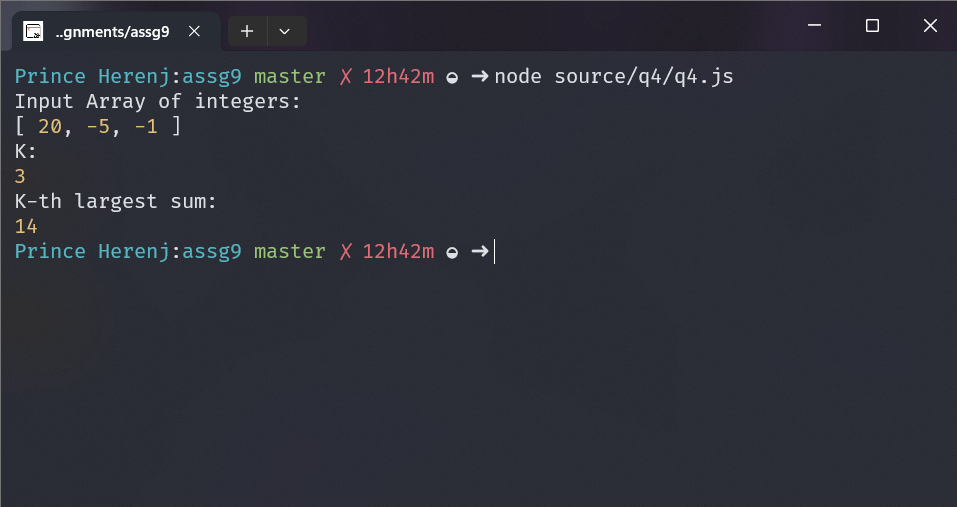 ..gnments/assg9
Prince Herenj:assg9 master ✗ 12h42m ◒ ➜node source/q4/q4.js
Input Array of integers:
[ 20, -5, -1 ]
K:
3
K-th largest sum:
14
Prince Herenj:assg9 master ✗ 12h42m ◒ ➜